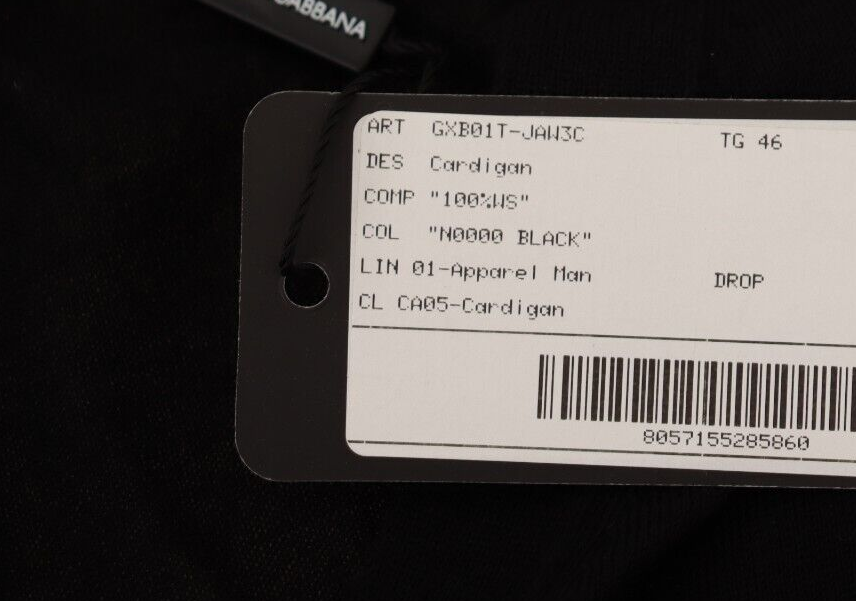 GABBANA
ART GXB01T-JAW3C TG 46
DES Cardigan
COMP "100%WS"
COL "N0000 BLACK"
LIN 01-Apparel Man DROP
CL CA05-Cardigan
8057155285860